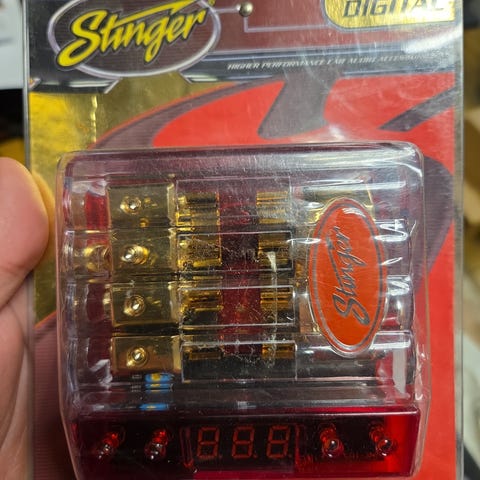 Stinger
DIGITAL
HIGHER PERFORMANCE CAR AUDIO ACCESSORIES
Stinger
888